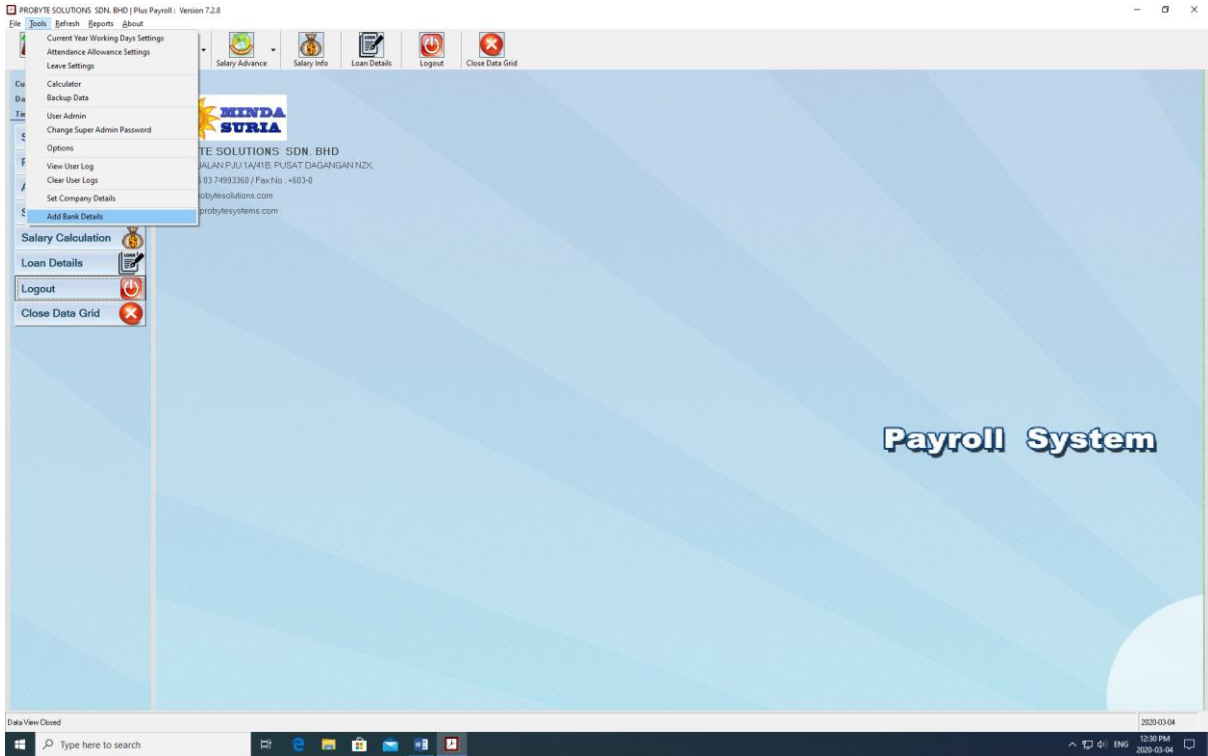 PROBYTE SOLUTIONS SDN. BHD | Plus Payroll : Version 7.2.8
File Tools Refresh Reports About
Current Year Working Days Settings
Attendance Allowance Settings
Leave Settings
Calculator
Backup Data
User Admin
Change Super Admin Password
Options
View User Log
Clear User Logs
Set Company Details
Add Bank Details
Salary Advance
Salary Info
Loan Details
Logout
Close Data Grid
MINDA
SURIA
TE SOLUTIONS SDN. BHD
JALAN PJU 1A/41B, PUSAT DAGANGAN NZX,
03 74993360 / Fax No : +603-0
obytesolutions.com
probytesystems.com
Salary Calculation
Loan Details
LOAN
Logout
Close Data Grid
Payroll System
Data View Closed
2020-03-04
Type here to search
ENG
12:30 PM
2020-03-04